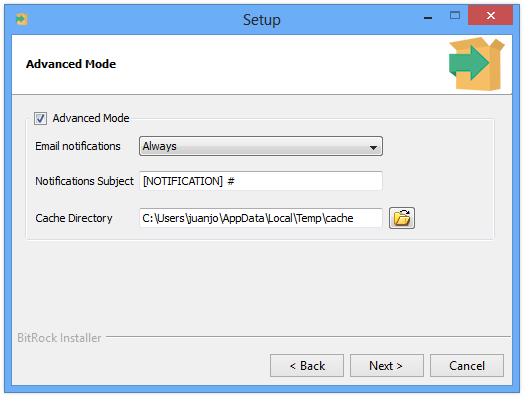 Setup
Advanced Mode
Advanced Mode
Email notifications Always
Notifications Subject [NOTIFICATION] #
Cache Directory C:\Users\juanjo\AppData\Local\Temp\cache
BitRock Installer
< Back Next > Cancel